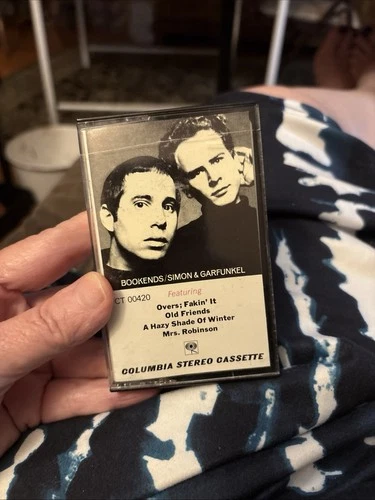 BOOKENDS/SIMON & GARFUNKEL
CT 00420
Featuring
Overs; Fakin' It
Old Friends
A Hazy Shade Of Winter
Mrs. Robinson
COLUMBIA STEREO CASSETTE